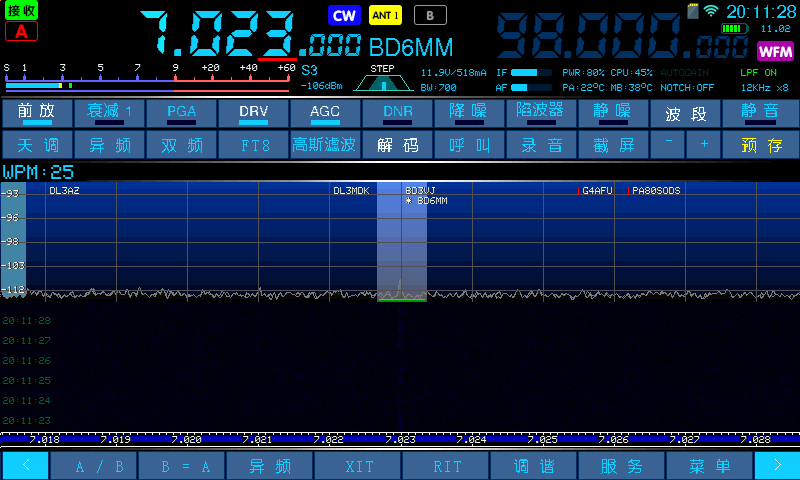 接收 CW ANT 1 B 20:11:28
A 7.023.000 BD6MM 98.000.000 11.02
WFM
S 1 3 5 7 9 +20 +40 +60 S3 STEP 11.9V/518mA IF PWR:80% CPU:45% AUTOGAIN LPF ON
-106dBm BW:700 AF PA:22°C MB:38°C NOTCH:OFF 12KHz x8
前放 衰减 1 PGA DRV AGC DNR 降噪 陷波器 静噪 波段 静音
天调 异频 双频 FT8 高斯滤波 解码 呼叫 录音 截屏 - + 预存
WPM:25
-93 DL3AZ DL3MDK BD3VJ G4AFU PA80SODS
* BD6MM
-96
-98
-103
-112
20:11:28
20:11:27
20:11:26
20:11:25
20:11:24
20:11:23
7.018 7.019 7.020 7.021 7.022 7.023 7.024 7.025 7.026 7.027 7.028
< A / B B = A 异频 XIT RIT 调谐 服务 菜单 >